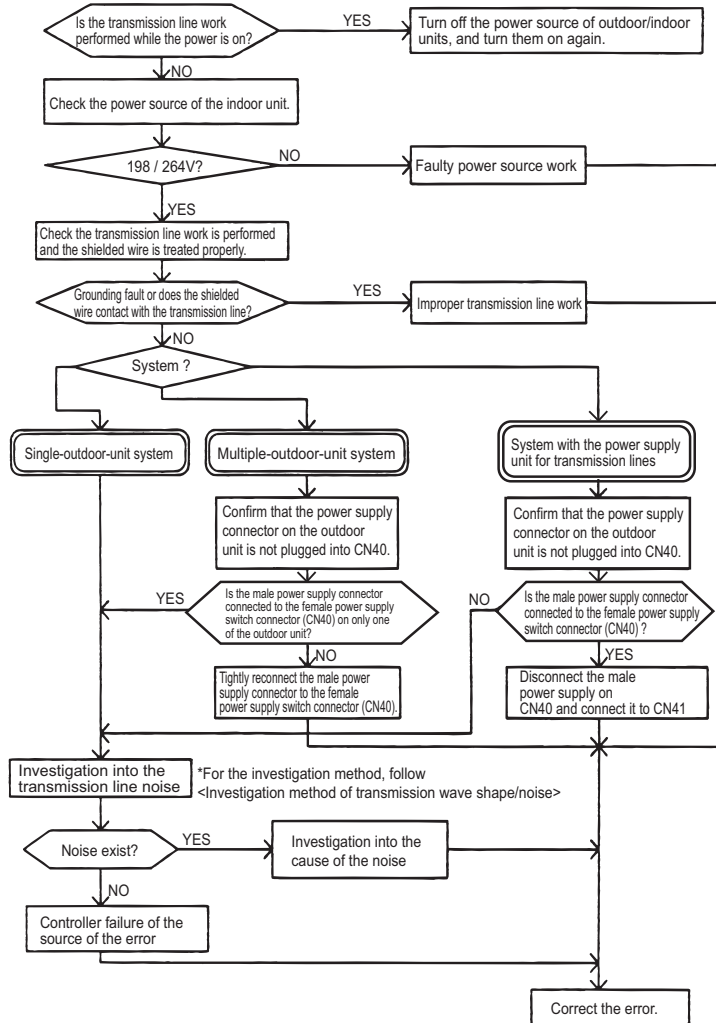 Is the transmission line work
performed while the power is on?
YES
Turn off the power source of outdoor/indoor
units, and turn them on again.
NO
Check the power source of the indoor unit.
198 / 264V?
NO
Faulty power source work
YES
Check the transmission line work is performed
and the shielded wire is treated properly.
Grounding fault or does the shielded
wire contact with the transmission line?
YES
Improper transmission line work
NO
System ?
Single-outdoor-unit system
Multiple-outdoor-unit system
System with the power supply
unit for transmission lines
Confirm that the power supply
connector on the outdoor
unit is not plugged into CN40.
Confirm that the power supply
connector on the outdoor
unit is not plugged into CN40.
YES
Is the male power supply connector
connected to the female power supply
switch connector (CN40) on only one
of the outdoor unit?
NO
Is the male power supply connector
connected to the female power supply
switch connector (CN40) ?
NO
Tightly reconnect the male power
supply connector to the female
power supply switch connector (CN40).
YES
Disconnect the male
power supply on
CN40 and connect it to CN41
Investigation into the
transmission line noise
*For the investigation method, follow
<Investigation method of transmission wave shape/noise>
Noise exist?
YES
Investigation into the
cause of the noise
NO
Controller failure of the
source of the error
Correct the error.